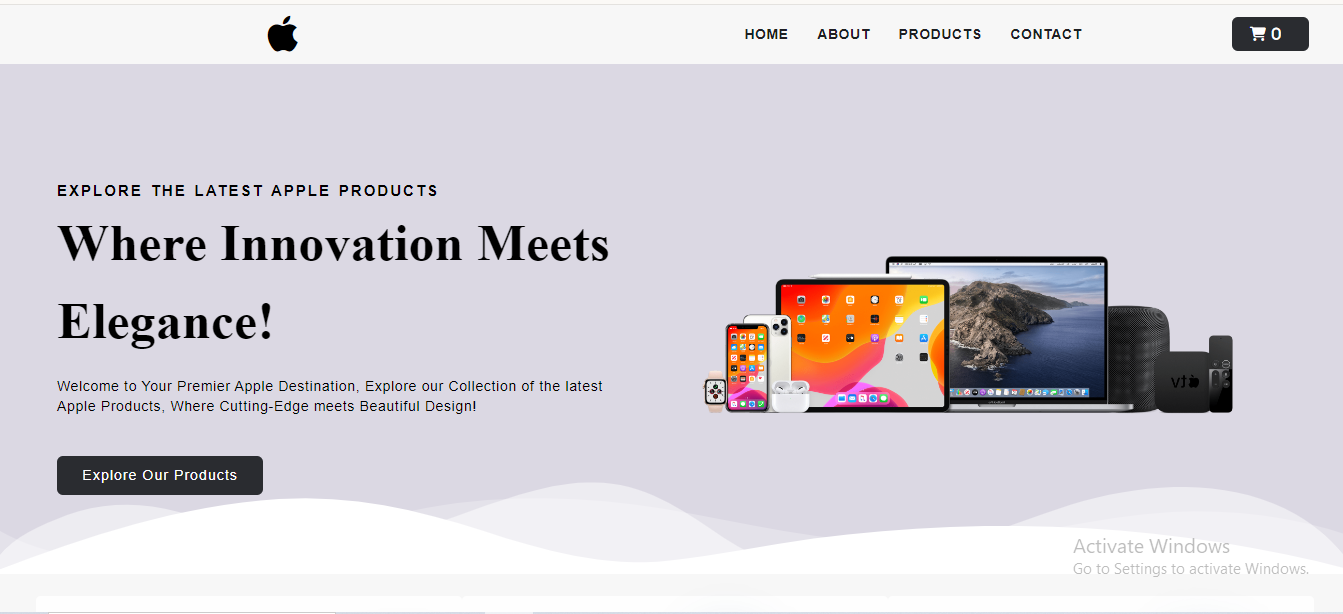 HOME ABOUT PRODUCTS CONTACT 0
EXPLORE THE LATEST APPLE PRODUCTS
Where Innovation Meets
Elegance!
Welcome to Your Premier Apple Destination, Explore our Collection of the latest
Apple Products, Where Cutting-Edge meets Beautiful Design!
Explore Our Products
Activate Windows
Go to Settings to activate Windows.